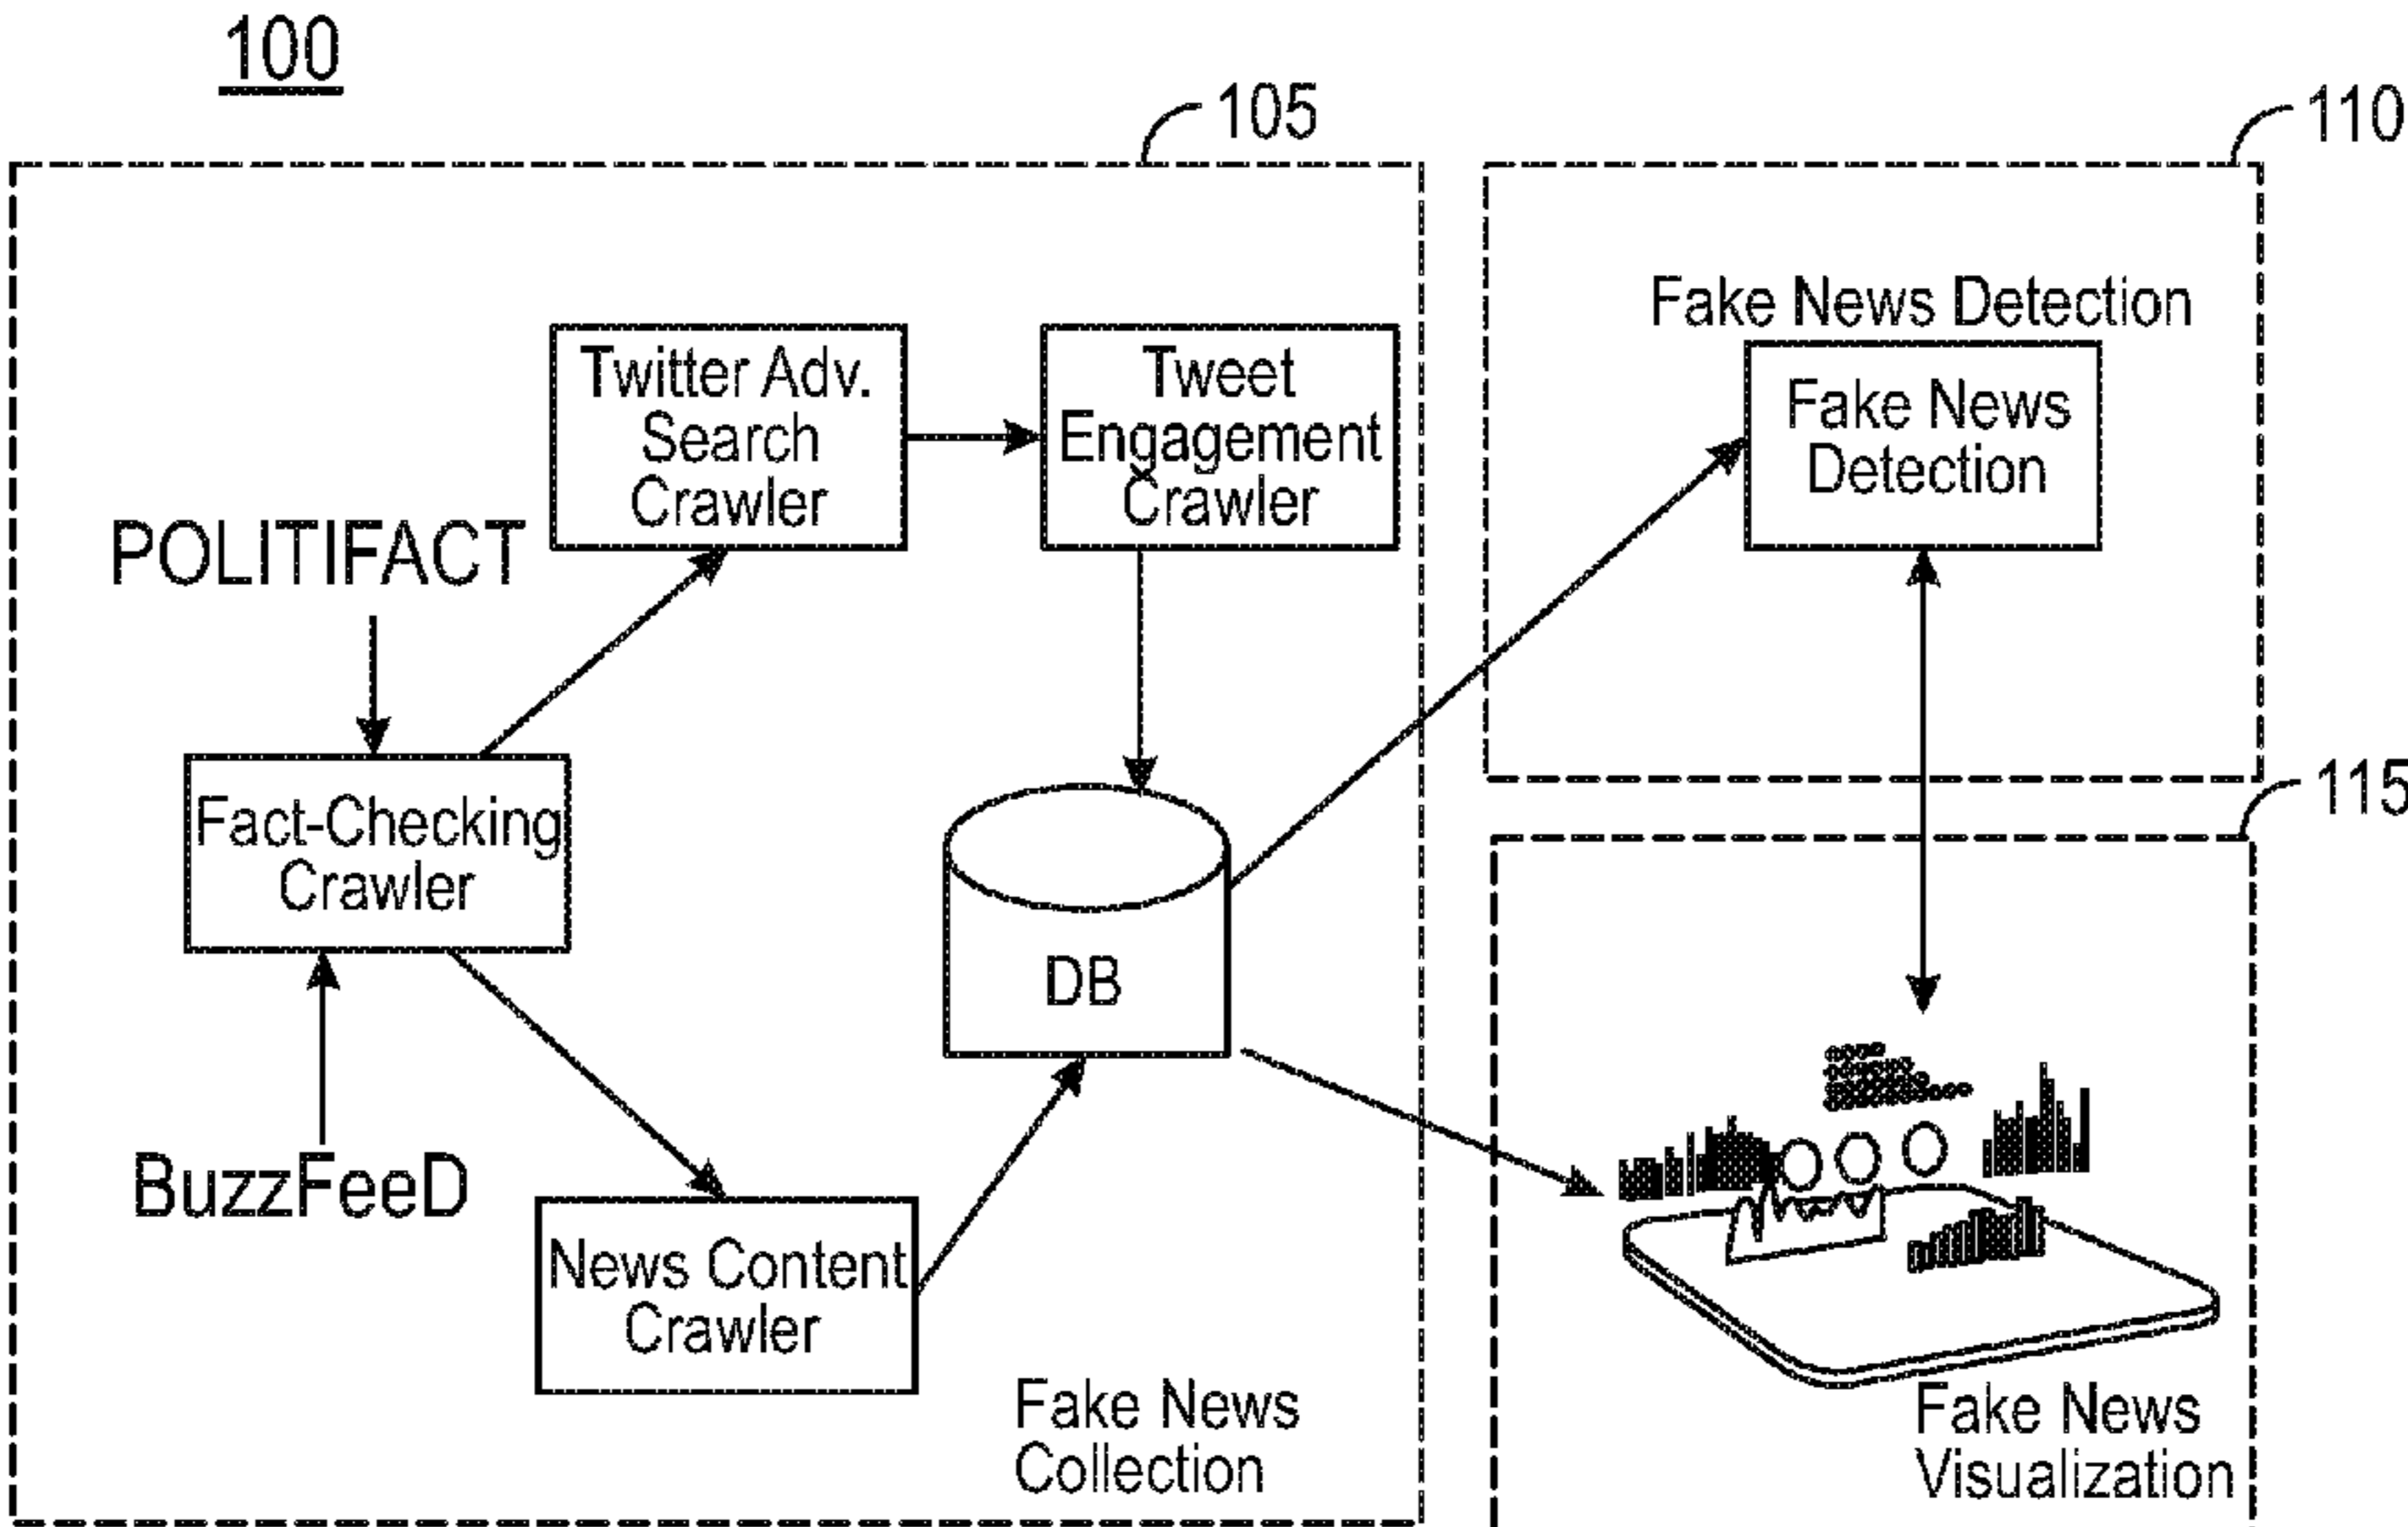 100
105
110
Fake News Detection
Twitter Adv.
Search
Crawler
Tweet
Engagement
Crawler
Fake News
Detection
POLITIFACT
115
Fact-Checking
Crawler
DB
BuzzFeeD
News Content
Crawler
Fake News
Collection
Fake News
Visualization